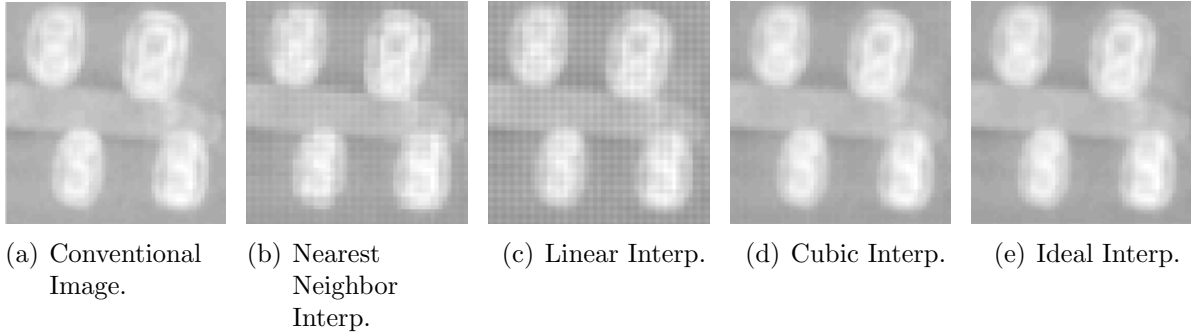 (a) Conventional
Image.
(b) Nearest
Neighbor
Interp.
(c) Linear Interp.
(d) Cubic Interp.
(e) Ideal Interp.